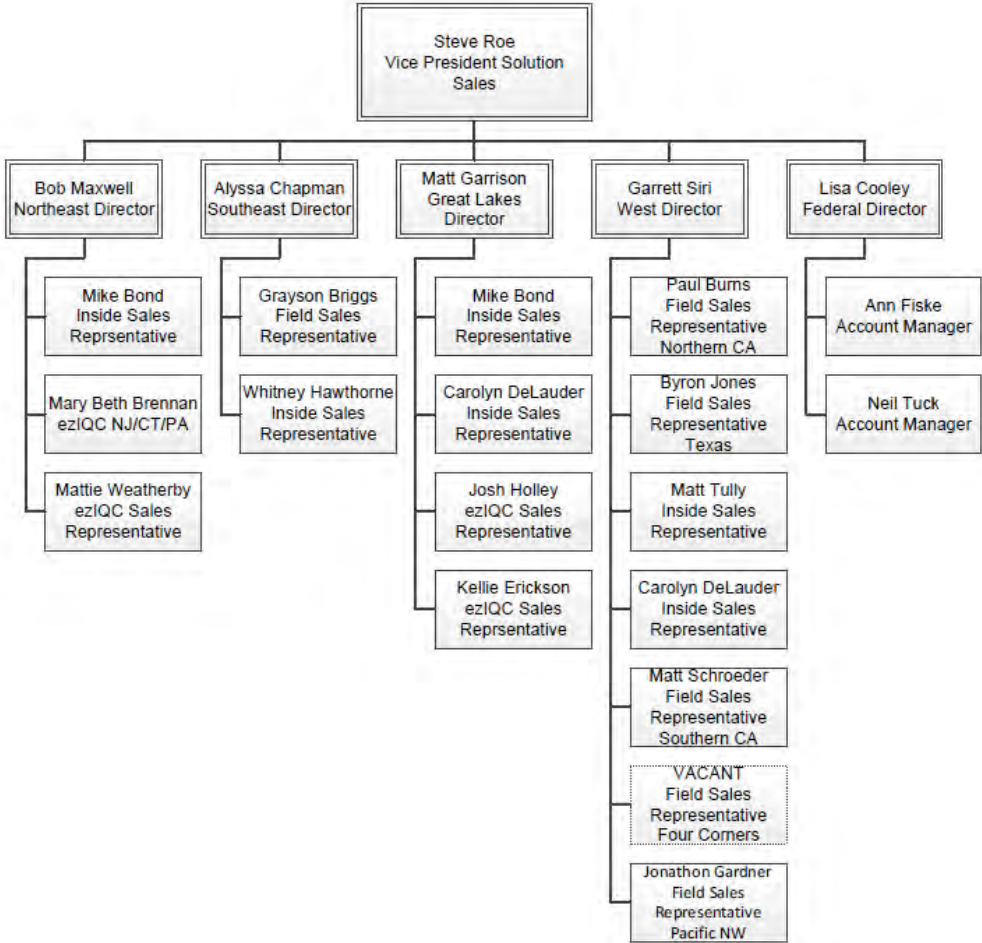 Steve Roe
Vice President Solution
Sales
Bob Maxwell
Northeast Director
Alyssa Chapman
Southeast Director
Matt Garrison
Great Lakes
Director
Garrett Siri
West Director
Lisa Cooley
Federal Director
Mike Bond
Inside Sales
Reprsentative
Mary Beth Brennan
ezIQC NJ/CT/PA
Mattie Weatherby
ezIQC Sales
Representative
Grayson Briggs
Field Sales
Representative
Whitney Hawthorne
Inside Sales
Representative
Mike Bond
Inside Sales
Representative
Carolyn DeLauder
Inside Sales
Representative
Josh Holley
ezIQC Sales
Representative
Kellie Erickson
ezIQC Sales
Reprsentative
Paul Burns
Field Sales
Representative
Northern CA
Byron Jones
Field Sales
Representative
Texas
Matt Tully
Inside Sales
Representative
Carolyn DeLauder
Inside Sales
Representative
Matt Schroeder
Field Sales
Representative
Southern CA
VACANT
Field Sales
Representative
Four Corners
Jonathon Gardner
Field Sales
Representative
Pacific NW
Ann Fiske
Account Manager
Neil Tuck
Account Manager